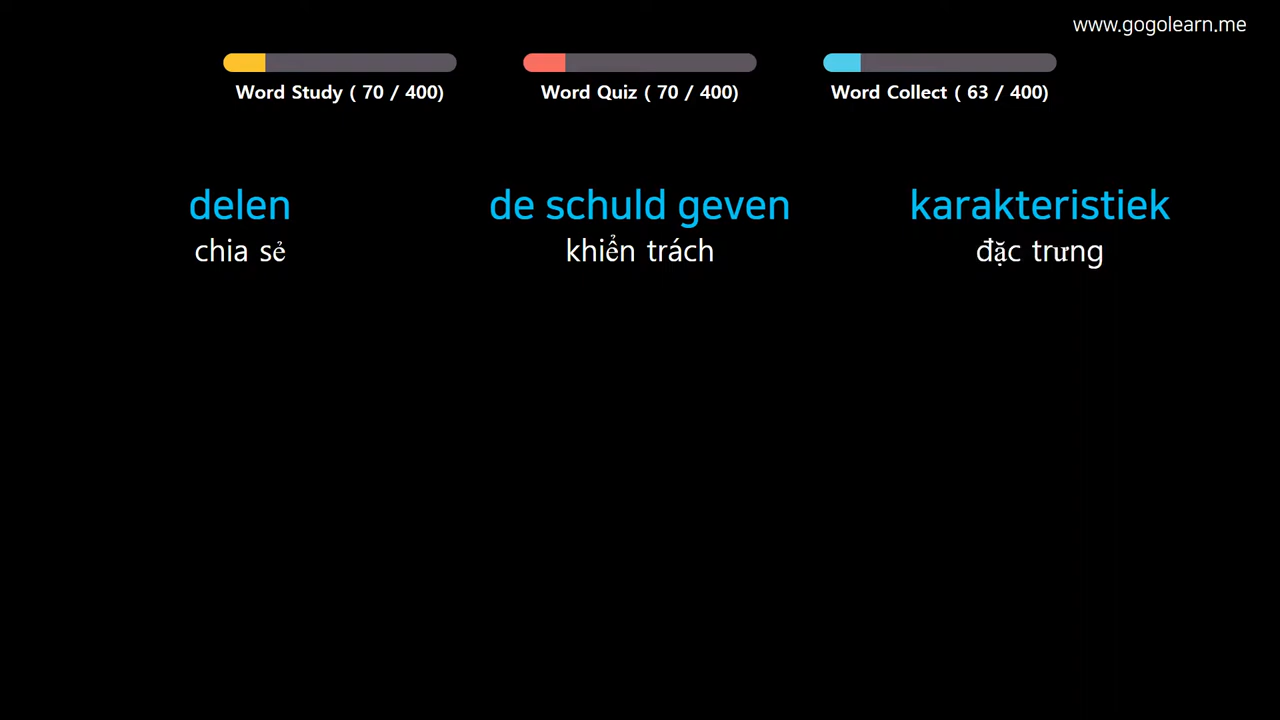 www.gogolearn.me
Word Study ( 70 / 400) Word Quiz ( 70 / 400) Word Collect ( 63 / 400)
delen de schuld geven karakteristiek
chia sẻ khiển trách đặc trưng